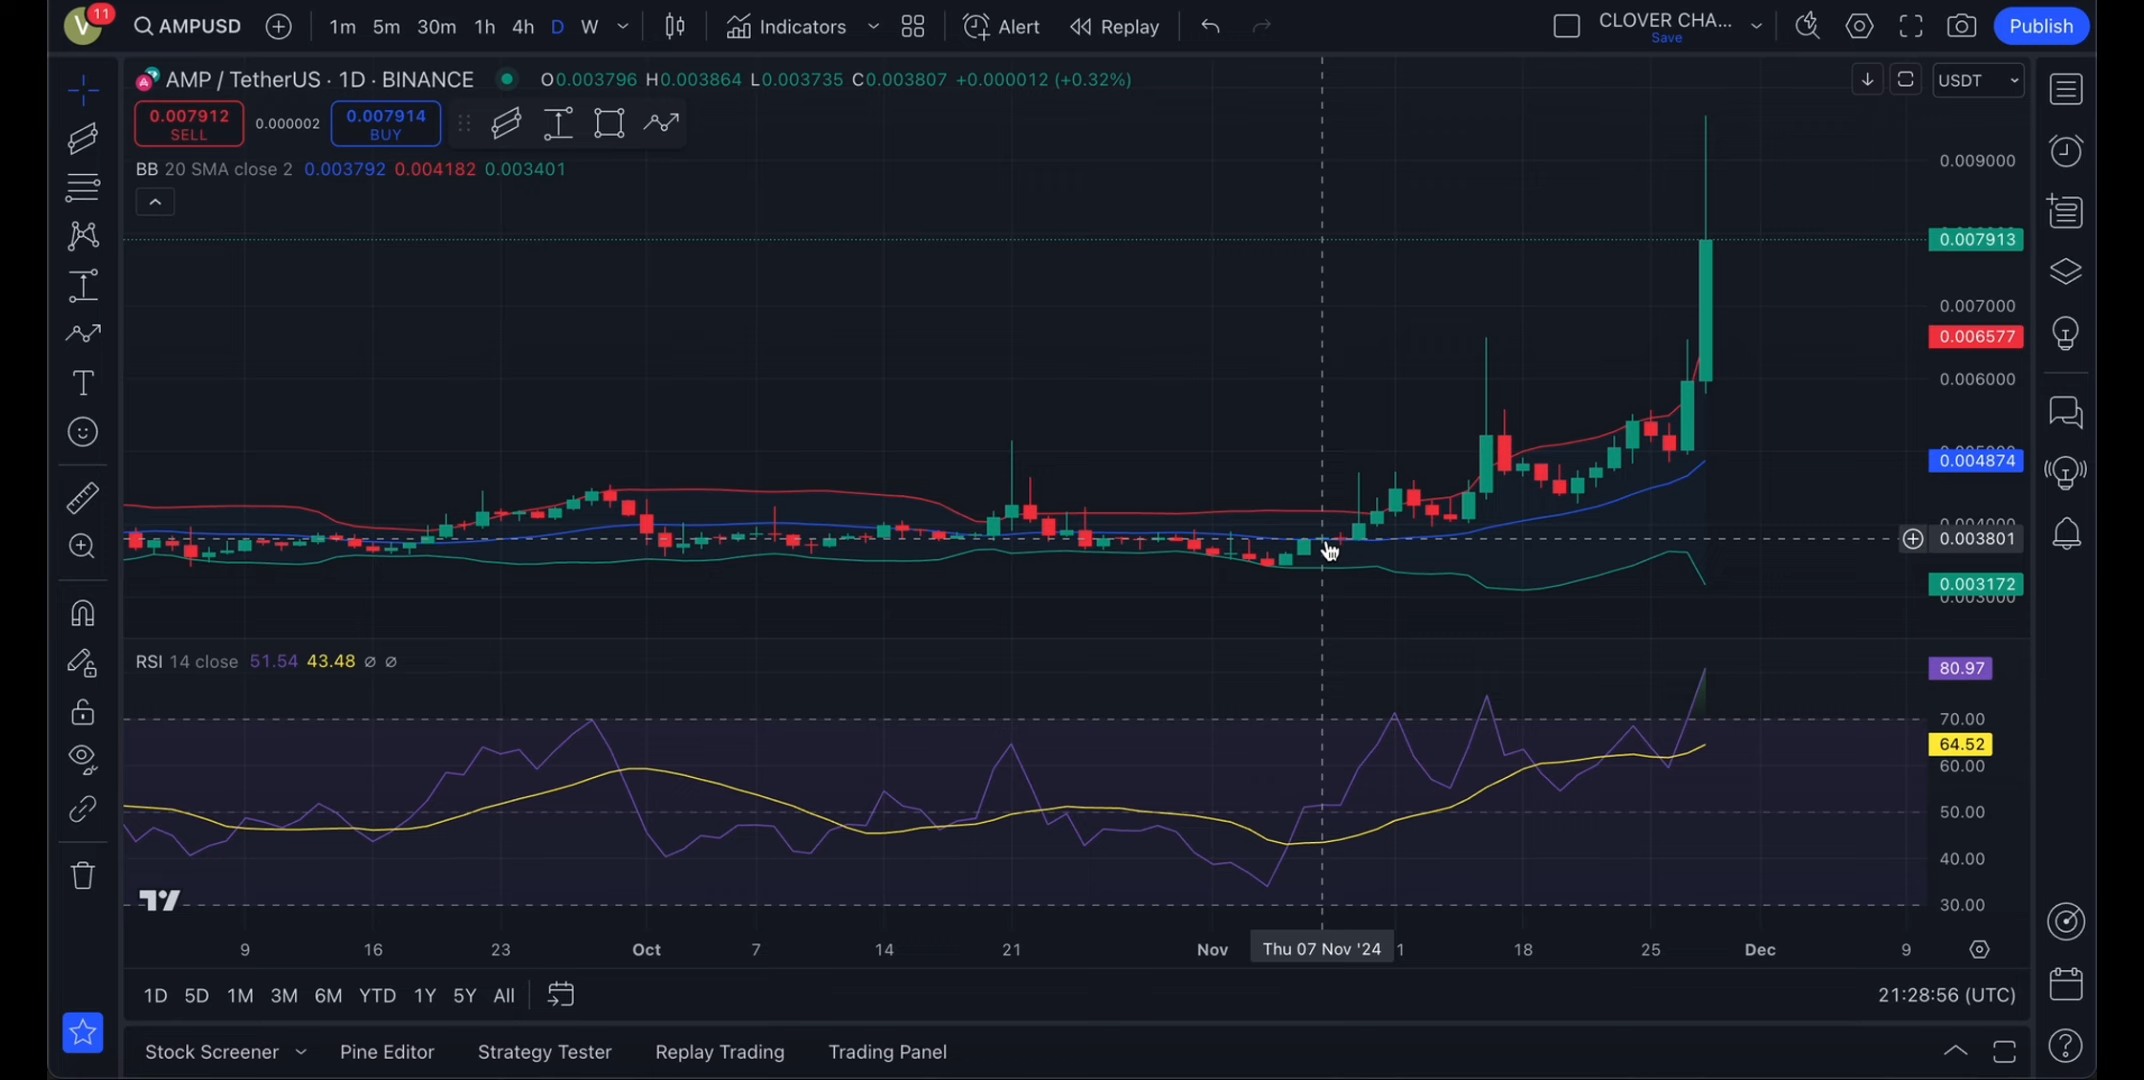 V 11 AMPUSD 1m 5m 30m 1h 4h D W Indicators Alert Replay CLOVER CHA... Save Publish
AMP / TetherUS · 1D · BINANCE O0.003796 H0.003864 L0.003735 C0.003807 +0.000012 (+0.32%) USDT
0.007912 SELL 0.000002 0.007914 BUY
BB 20 SMA close 2 0.003792 0.004182 0.003401
0.009000
0.007913
0.007000
0.006577
0.006000
0.004874
0.003801
0.003172
0.003000
RSI 14 close 51.54 43.48 ∅ ∅
80.97
70.00
64.52
60.00
50.00
40.00
30.00
9 16 23 Oct 7 14 21 Nov Thu 07 Nov '24 1 18 25 Dec 9
1D 5D 1M 3M 6M YTD 1Y 5Y All 21:28:56 (UTC)
Stock Screener Pine Editor Strategy Tester Replay Trading Trading Panel